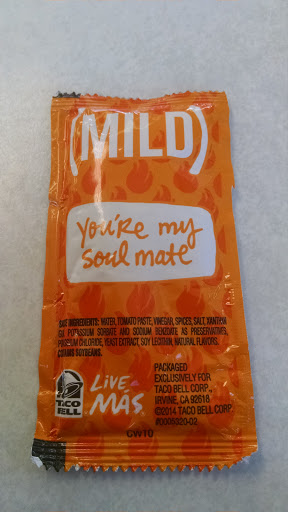 (MILD)
You're my
soul mate
INGREDIENTS: WATER, TOMATO PASTE, VINEGAR, SPICES, SALT, XANTHAN
POTASSIUM SORBATE AND SODIUM BENZOATE AS PRESERVATIVES,
POTASSIUM CHLORIDE, YEAST EXTRACT, SOY LECITHIN, NATURAL FLAVORS.
CONTAINS SOYBEANS.
TACO
BELL
LIVE
MÁS.
PACKAGED
EXCLUSIVELY FOR
TACO BELL CORP.,
IRVINE, CA 92618
©2014 TACO BELL CORP.
CW10